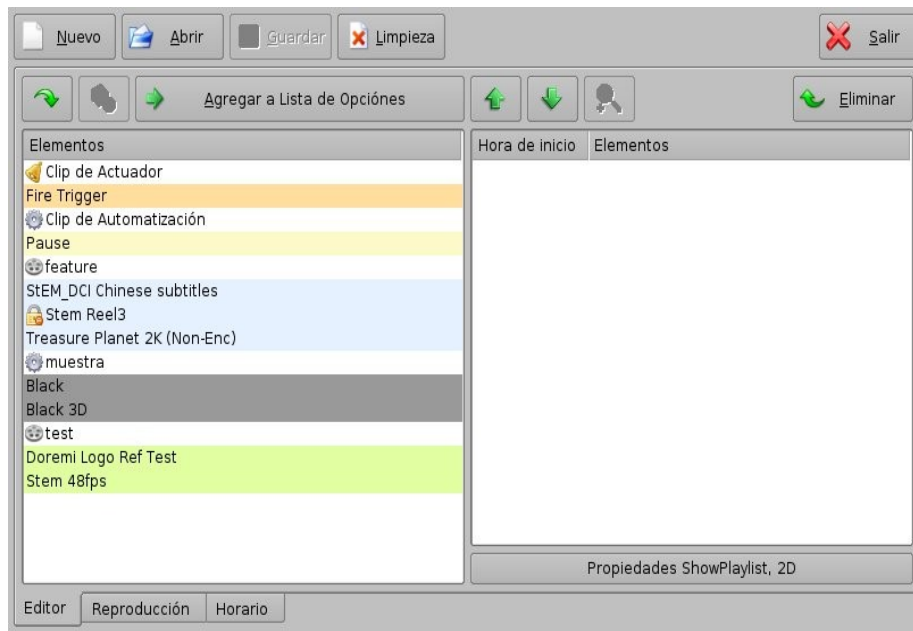 Nuevo Abrir Guardar Limpieza Salir
Agregar a Lista de Opciónes Eliminar
Elementos
Clip de Actuador
Fire Trigger
Clip de Automatización
Pause
feature
StEM_DCI Chinese subtitles
Stem Reel3
Treasure Planet 2K (Non-Enc)
muestra
Black
Black 3D
test
Doremi Logo Ref Test
Stem 48fps
Hora de inicio Elementos
Propiedades ShowPlaylist, 2D
Editor Reproducción Horario